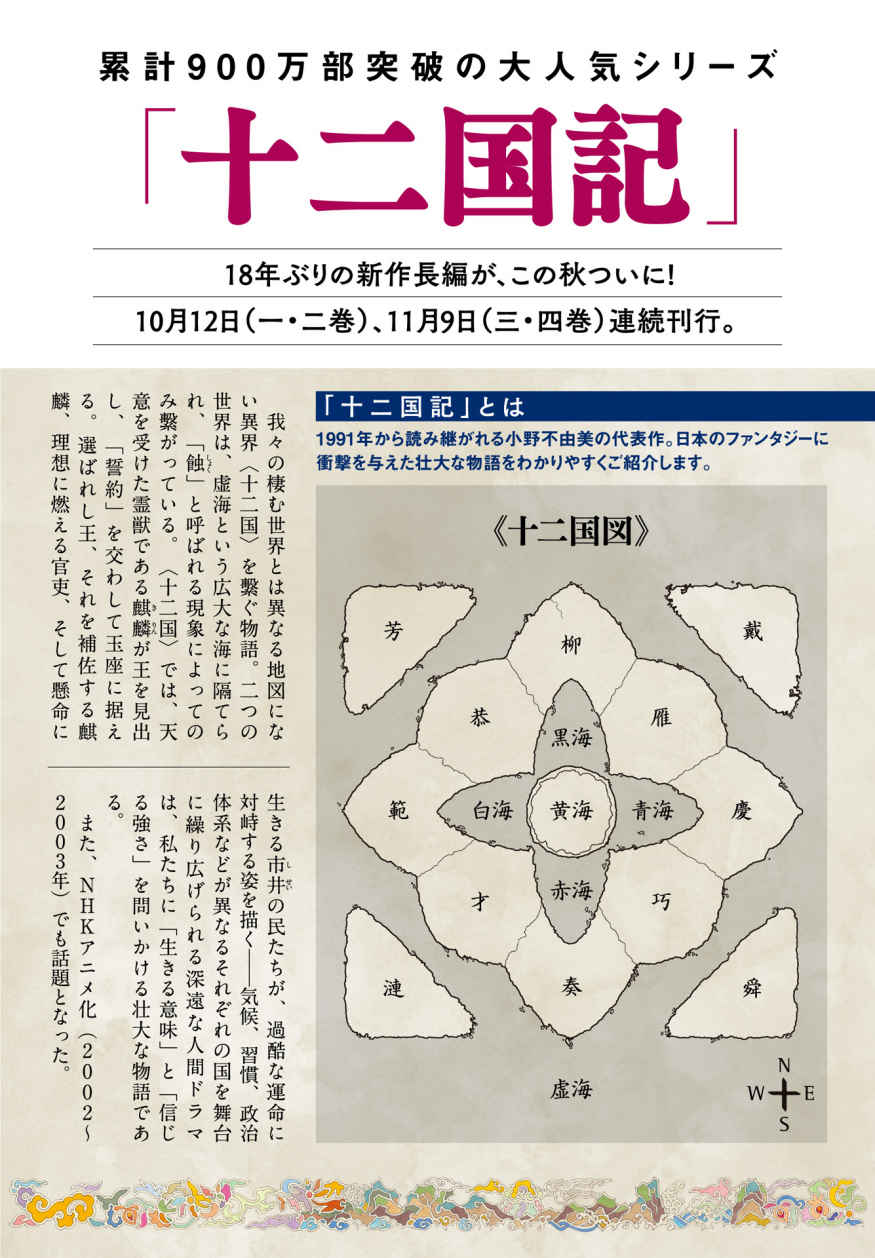 累計900万部突破の大人気シリーズ
「十二国記」
18年ぶりの新作長編が、この秋ついに!
10月12日(一・二巻)、11月9日(三・四巻)連続刊行。
「十二国記」とは
1991年から読み継がれる小野不由美の代表作。日本のファンタジーに
衝撃を与えた壮大な物語をわかりやすくご紹介します。
我々の棲む世界とは異なる地図にな
い異界〈十二国〉を繋ぐ物語。二つの
世界は、虚海という広大な海に隔てら
れ、「蝕」と呼ばれる現象によっての
み繋がっている。〈十二国〉では、天
意を受けた霊獣である麒麟が王を見出
し、「誓約」を交わして玉座に据え
る。選ばれし王、それを補佐する麒
麟、理想に燃える官吏、そして懸命に
生きる市井の民たちが、過酷な運命に
対峙する姿を描く――気候、習慣、政治
体系などが異なるそれぞれの国を舞台
に繰り広げられる深遠な人間ドラマ
は、私たちに「生きる意味」と「信じ
る強さ」を問いかける壮大な物語であ
る。
また、NHKアニメ化(2002〜
2003年)でも話題となった。
《十二国図》
芳
柳
戴
恭
雁
黒海
範
白海
黄海
青海
慶
赤海
才
巧
漣
奏
舜
虚海
N
W
E
S